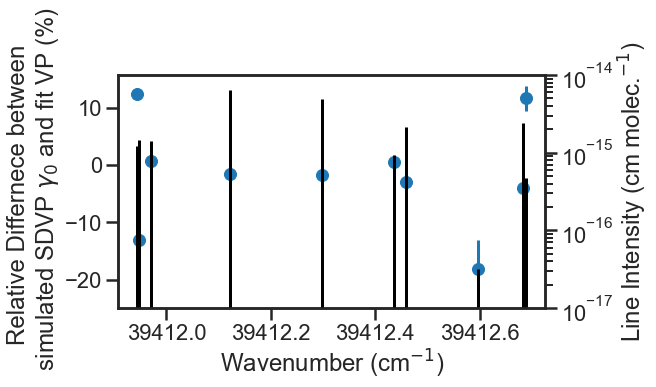 Relative Differnece between
simulated SDVP γ₀ and fit VP (%)
10
0
−10
−20
39412.0 39412.2 39412.4 39412.6
Wavenumber (cm⁻¹)
10⁻¹⁴
10⁻¹⁵
10⁻¹⁶
10⁻¹⁷
Line Intensity (cm molec.⁻¹)